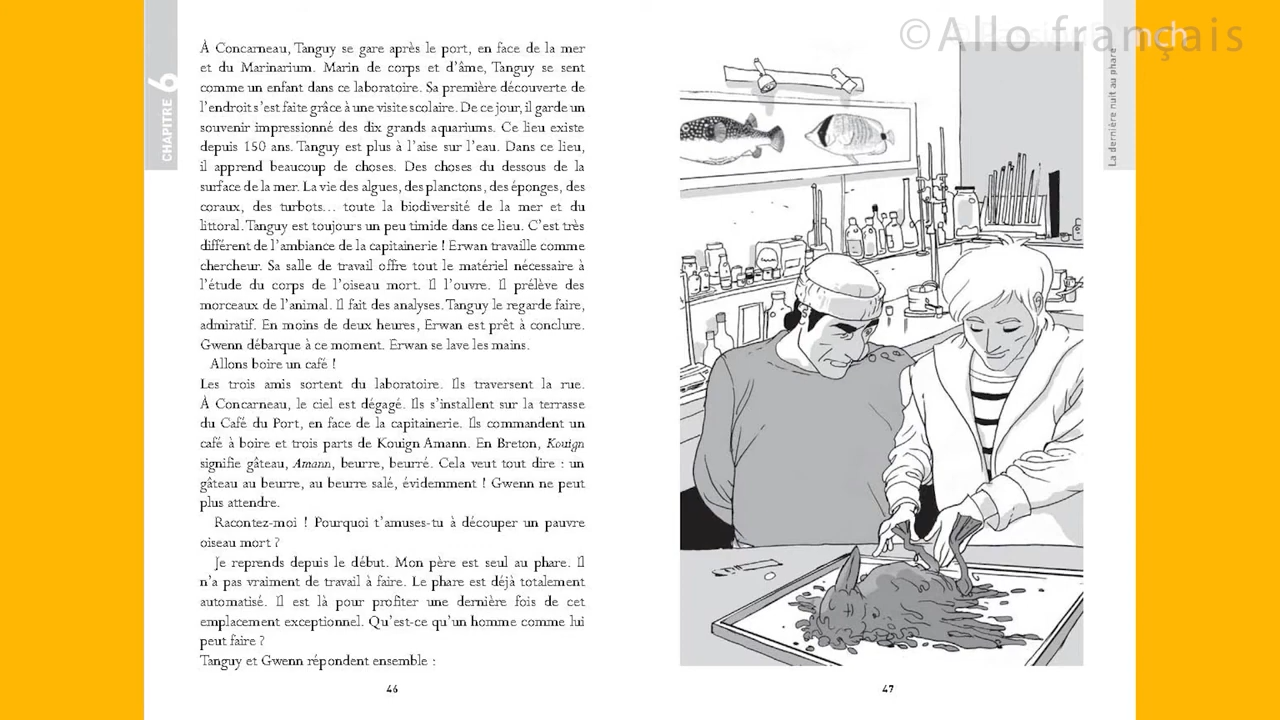 CHAPITRE 6
À Concarneau, Tanguy se gare après le port, en face de la mer
et du Marinarium. Marin de corps et d'âme, Tanguy se sent
comme un enfant dans ce laboratoire. Sa première découverte de
l'endroit s'est faite grâce à une visite scolaire. De ce jour, il garde un
souvenir impressionné des dix grands aquariums. Ce lieu existe
depuis 150 ans. Tanguy est plus à l'aise sur l'eau. Dans ce lieu,
il apprend beaucoup de choses. Des choses du dessous de la
surface de la mer. La vie des algues, des planctons, des éponges, des
coraux, des turbots… toute la biodiversité de la mer et du
littoral. Tanguy est toujours un peu timide dans ce lieu. C'est très
différent de l'ambiance de la capitainerie ! Erwan travaille comme
chercheur. Sa salle de travail offre tout le matériel nécessaire à
l'étude du corps de l'oiseau mort. Il l'ouvre. Il prélève des
morceaux de l'animal. Il fait des analyses. Tanguy le regarde faire,
admiratif. En moins de deux heures, Erwan est prêt à conclure.
Gwenn débarque à ce moment. Erwan se lave les mains.
Allons boire un café !
Les trois amis sortent du laboratoire. Ils traversent la rue.
À Concarneau, le ciel est dégagé. Ils s'installent sur la terrasse
du Café du Port, en face de la capitainerie. Ils commandent un
café à boire et trois parts de Kouign Amann. En Breton, Kouign
signifie gâteau, Amann, beurre, beurré. Cela veut tout dire : un
gâteau au beurre, au beurre salé, évidemment ! Gwenn ne peut
plus attendre.
Racontez-moi ! Pourquoi t'amuses-tu à découper un pauvre
oiseau mort ?
Je reprends depuis le début. Mon père est seul au phare. Il
n'a pas vraiment de travail à faire. Le phare est déjà totalement
automatisé. Il est là pour profiter une dernière fois de cet
emplacement exceptionnel. Qu'est-ce qu'un homme comme lui
peut faire ?
Tanguy et Gwenn répondent ensemble :
46
©Allo français
La dernière nuit au phare
47